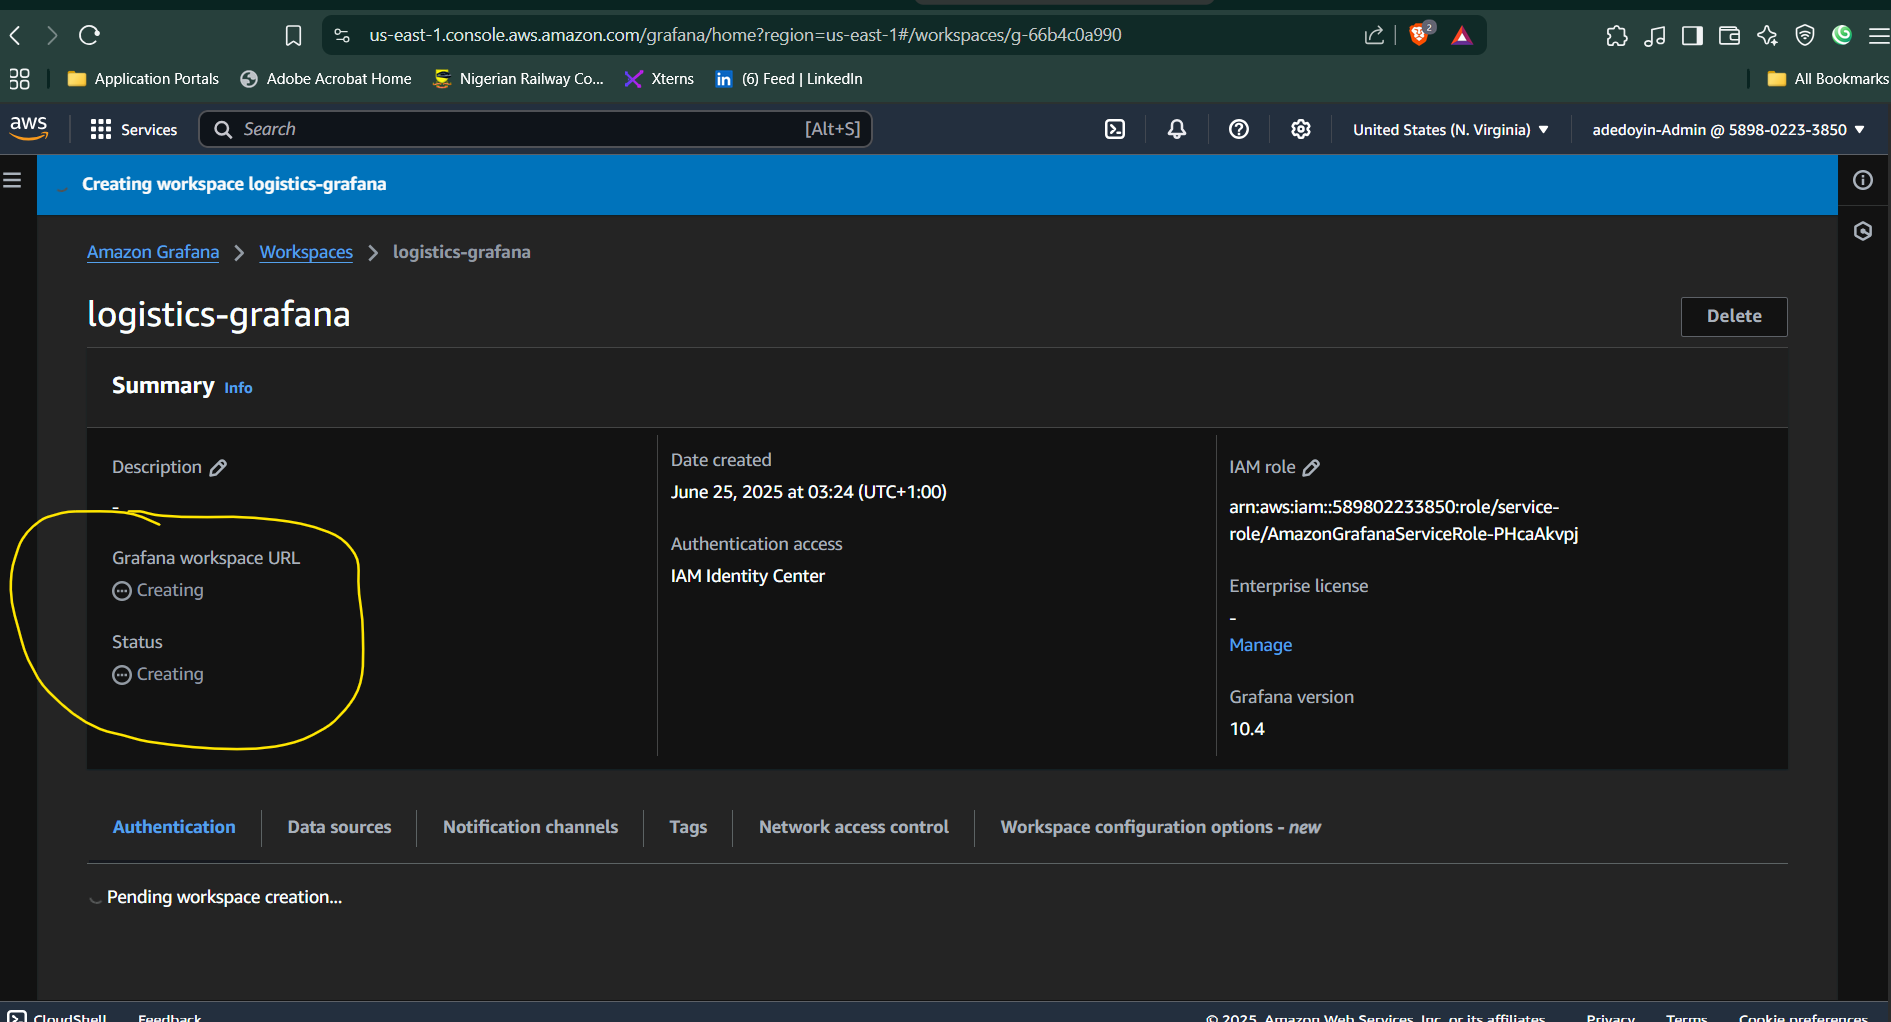 us-east-1.console.aws.amazon.com/grafana/home?region=us-east-1#/workspaces/g-66b4c0a990
2
Application Portals
Adobe Acrobat Home
Nigerian Railway Co...
Xterns
in
(6) Feed | LinkedIn
All Bookmarks
aws
Services
Search
[Alt+S]
United States (N. Virginia)
adedoyin-Admin @ 5898-0223-3850
Creating workspace logistics-grafana
Amazon Grafana
Workspaces
logistics-grafana
logistics-grafana
Delete
Summary Info
Description
-
Grafana workspace URL
Creating
Status
Creating
Date created
June 25, 2025 at 03:24 (UTC+1:00)
Authentication access
IAM Identity Center
IAM role
arn:aws:iam::589802233850:role/service-
role/AmazonGrafanaServiceRole-PHcaAkvpj
Enterprise license
-
Manage
Grafana version
10.4
Authentication
Data sources
Notification channels
Tags
Network access control
Workspace configuration options - new
Pending workspace creation...
CloudShell
Feedback
© 2025, Amazon Web Services, Inc. or its affiliates.
Privacy
Terms
Cookie preferences